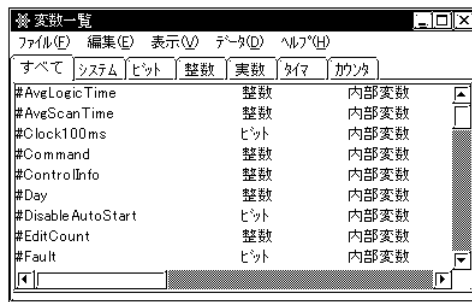 変数一覧
ファイル(F) 編集(E) 表示(V) データ(D) ヘルプ(H)
すべて システム ビット 整数 実数 タイマ カウンタ
#AvgLogicTime 整数 内部変数
#AvgScanTime 整数 内部変数
#Clock100ms ビット 内部変数
#Command 整数 内部変数
#ControlInfo 整数 内部変数
#Day 整数 内部変数
#DisableAutoStart ビット 内部変数
#EditCount 整数 内部変数
#Fault ビット 内部変数